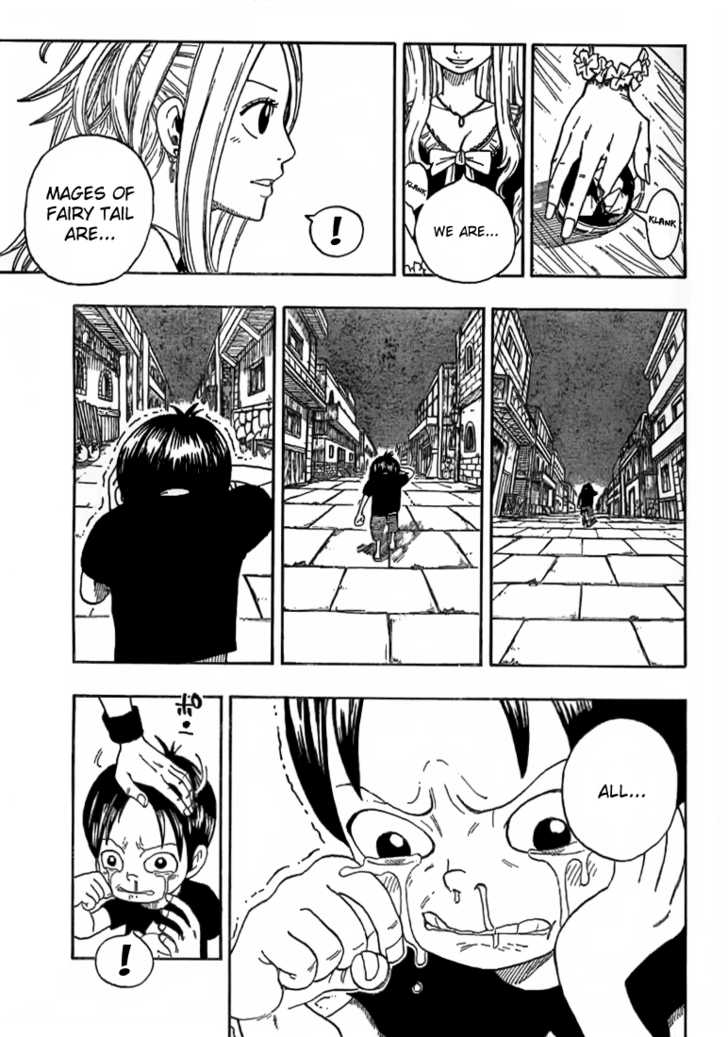 KLANK
KLANK
WE ARE...
!
MAGES OF
FAIRY TAIL
ARE...
ALL...
!